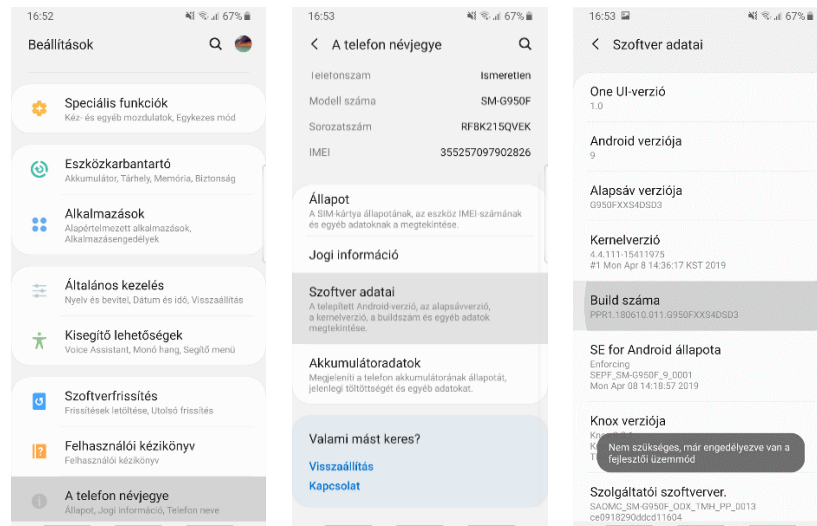 16:52
67%
Beállítások
Speciális funkciók
Kéz- és egyéb mozdulatok, Egykezes mód
Eszközkarbantartó
Akkumulátor, Tárhely, Memória, Biztonság
Alkalmazások
Alapértelmezett alkalmazások,
Alkalmazásengedélyek
Általános kezelés
Nyelv és bevitel, Dátum és idő, Visszaállítás
Kisegítő lehetőségek
Voice Assistant, Monó hang, Segítő menü
Szoftverfrissítés
Frissítések letöltése, Utolsó frissítés
Felhasználói kézikönyv
Felhasználói kézikönyv
A telefon névjegye
Állapot, Jogi információ, Telefon neve
16:53
67%
A telefon névjegye
Telefonszám Ismeretlen
Modell száma SM-G950F
Sorozatszám RF8K215QVEK
IMEI 355257097902826
Állapot
A SIM-kártya állapotának, az eszköz IMEI-számának
és egyéb adatoknak a megtekintése.
Jogi információ
Szoftver adatai
A telepített Android-verzió, az alapsávverzió,
a kernelverzió, a buildszám és egyéb adatok
megtekintése.
Akkumulátoradatok
Megjeleníti a telefon akkumulátorának állapotát,
jelenlegi töltöttségét és egyéb adatokat.
Valami mást keres?
Visszaállítás
Kapcsolat
16:53
67%
Szoftver adatai
One UI-verzió
1.0
Android verziója
9
Alapsáv verziója
G950FXXS4DSD3
Kernelverzió
4.4.111-15411975
#1 Mon Apr 8 14:36:17 KST 2019
Build száma
PPR1.180610.011.G950FXXS4DSD3
SE for Android állapota
Enforcing
SEPF_SM-G950F_9_0001
Mon Apr 08 14:18:57 2019
Knox verziója
Nem szükséges, már engedélyezve van a
fejlesztői üzemmód
Szolgáltatói szoftver.
SAOMC_SM-G950F_ODX_TMH_PP_0013
ce0918290ddcd11604